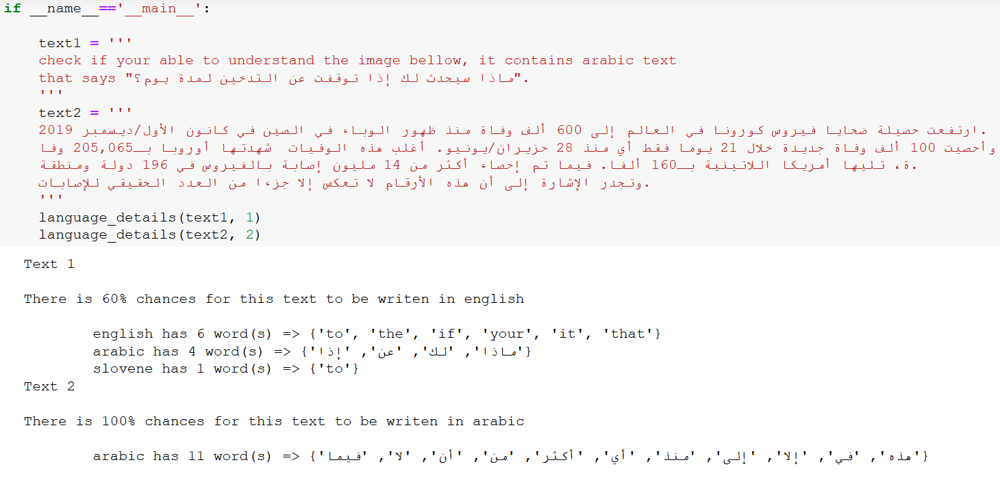 if __name__=='__main__':
text1 = '''
check if your able to understand the image bellow, it contains arabic text
that says "ماذا سيحدث لك إذا توقفت عن التدخين لمدة يوم؟".
'''
text2 = '''
ارتفعت حصيلة ضحايا فيروس كورونا في العالم إلى 600 ألف وفاة منذ ظهور الوباء في الصين في كانون الأول/ديسمبر 2019.
وأحصيت 100 ألف وفاة جديدة خلال 21 يوما فقط أي منذ 28 حزيران/يونيو. أغلب هذه الوفيات  شهدتها أوروبا بــ205,065 وفا
ة، تليها أمريكا اللاتينية بــ160 ألفا. فيما تم إحصاء أكثر من 14 مليون إصابة بالفيروس في 196 دولة ومنطقة.
وتجدر الإشارة إلى أن هذه الأرقام لا تعكس إلا جزءا من العدد الحقيقي للإصابات.
'''
language_details(text1, 1)
language_details(text2, 2)
Text 1
There is 60% chances for this text to be writen in english
english has 6 word(s) => {'to', 'the', 'if', 'your', 'it', 'that'}
arabic has 4 word(s) => {'ماذا', 'لك', 'عن', 'إذا'}
slovene has 1 word(s) => {'to'}
Text 2
There is 100% chances for this text to be writen in arabic
arabic has 11 word(s) => {'هذه', 'في', 'إلا', 'إلى', 'منذ', 'أي', 'أكثر', 'من', 'أن', 'لا', 'فيما'}